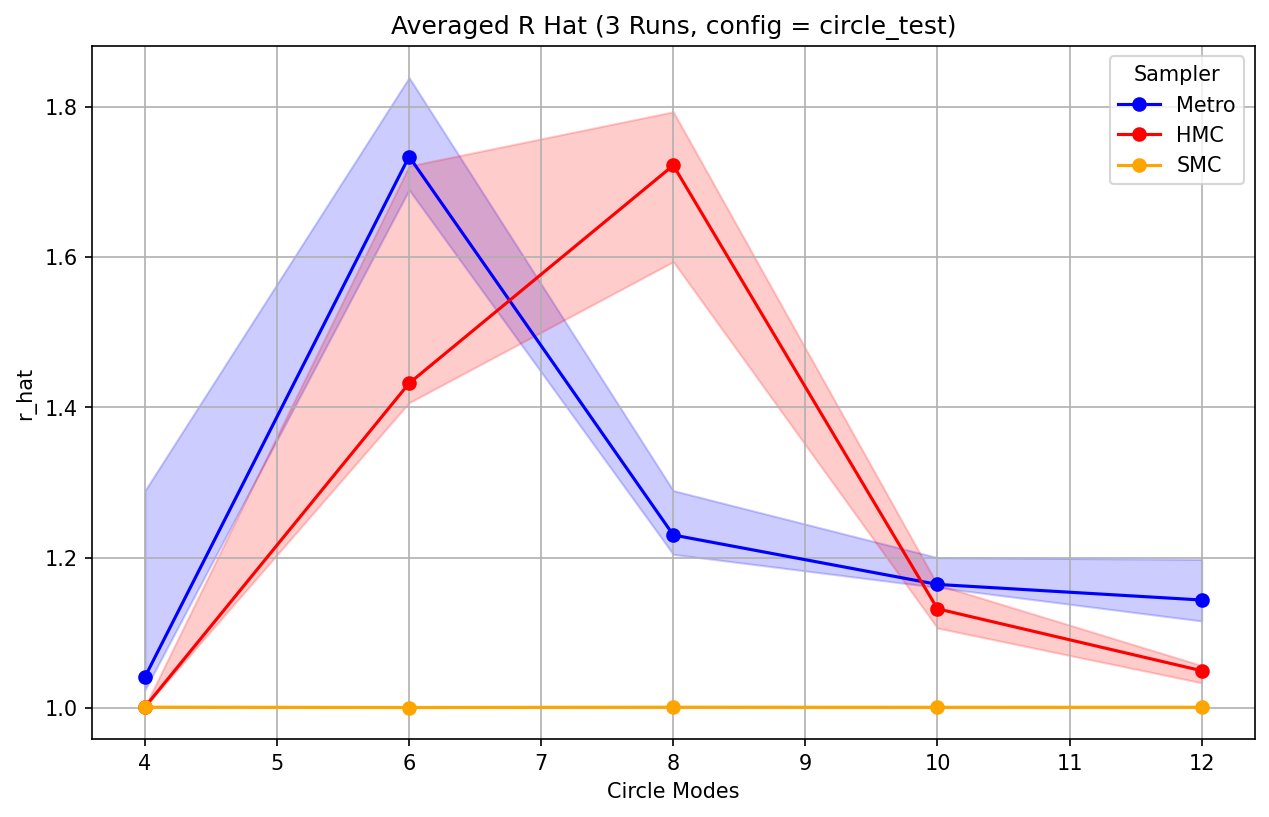 Averaged R Hat (3 Runs, config = circle_test)
Sampler
Metro
HMC
SMC
r_hat
1.8
1.6
1.4
1.2
1.0
4 5 6 7 8 9 10 11 12
Circle Modes